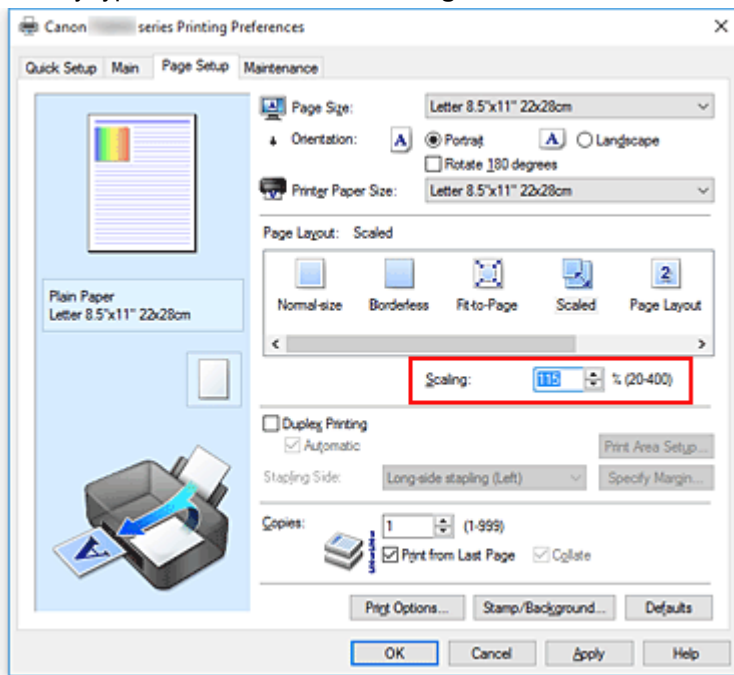 Canon series Printing Preferences
Quick Setup Main Page Setup Maintenance
Page Size: Letter 8.5"x11" 22x28cm
Orientation: A Portrait A Landscape
Rotate 180 degrees
Printer Paper Size: Letter 8.5"x11" 22x28cm
Page Layout: Scaled
Normal-size Borderless Fit-to-Page Scaled Page Layout
Plain Paper
Letter 8.5"x11" 22x28cm
Scaling: 115 % (20-400)
Duplex Printing
Automatic
Print Area Setup...
Stapling Side: Long-side stapling (Left) Specify Margin...
Copies: 1 (1-999)
Print from Last Page Collate
Print Options... Stamp/Background... Defaults
OK Cancel Apply Help